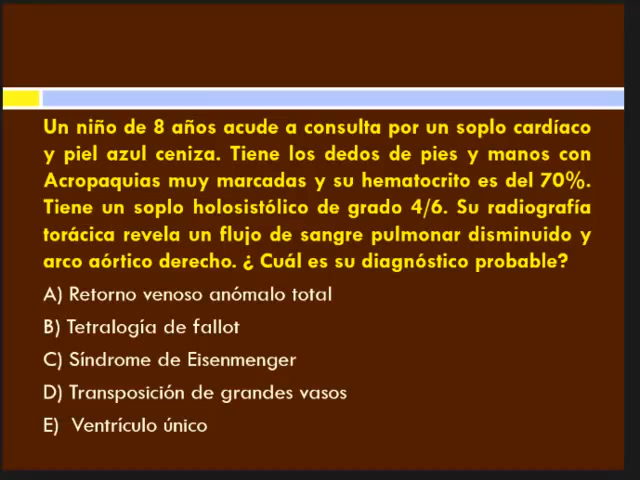 Un niño de 8 años acude a consulta por un soplo cardíaco
y piel azul ceniza. Tiene los dedos de pies y manos con
Acropaquias muy marcadas y su hematocrito es del 70%.
Tiene un soplo holosistólico de grado 4/6. Su radiografía
torácica revela un flujo de sangre pulmonar disminuido y
arco aórtico derecho. ¿ Cuál es su diagnóstico probable?
A) Retorno venoso anómalo total
B) Tetralogía de fallot
C) Síndrome de Eisenmenger
D) Transposición de grandes vasos
E) Ventrículo único